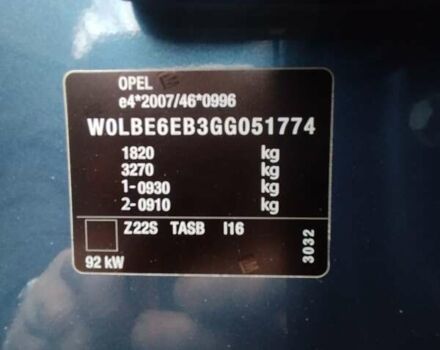 OPEL
e4*2007/46*0996
W0LBE6EB3GG051774
1820 kg
3270 kg
1-0930 kg
2-0910 kg
Z22S TASB I16
92 kW
3032